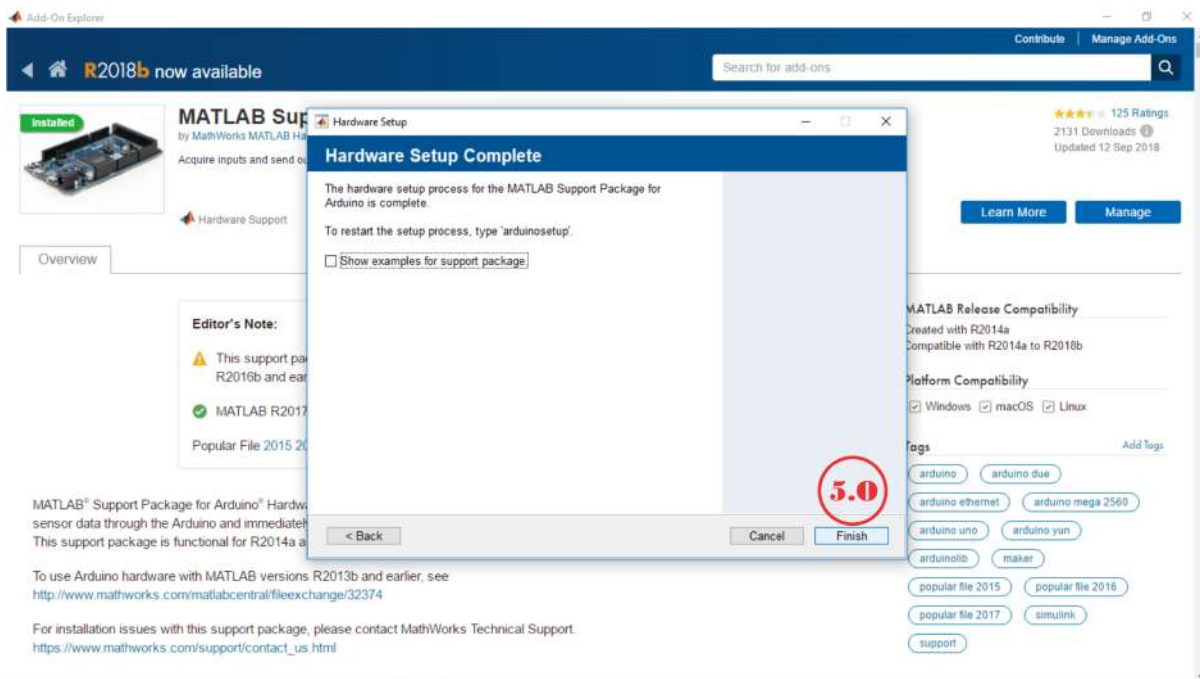 Add-On Explorer
Contribute | Manage Add-Ons
R2018b now available
Search for add-ons
Installed
MATLAB Sup
by MathWorks MATLAB Ha
Acquire inputs and send ou
Hardware Support
125 Ratings
2131 Downloads
Updated 12 Sep 2018
Learn More
Manage
Overview
Hardware Setup
Hardware Setup Complete
The hardware setup process for the MATLAB Support Package for
Arduino is complete.
To restart the setup process, type 'arduinosetup'.
Show examples for support package.
5.0
< Back
Cancel
Finish
Editor's Note:
This support pa
R2016b and ear
MATLAB R2017
Popular File 2015 20
MATLAB® Support Package for Arduino® Hardwa
sensor data through the Arduino and immediatel
This support package is functional for R2014a a
To use Arduino hardware with MATLAB versions R2013b and earlier, see
http://www.mathworks.com/matlabcentral/fileexchange/32374
For installation issues with this support package, please contact MathWorks Technical Support.
https://www.mathworks.com/support/contact_us.html
MATLAB Release Compatibility
Created with R2014a
Compatible with R2014a to R2018b
Platform Compatibility
Windows macOS Linux
Tags
Add Tags
arduino
arduino due
arduino ethernet
arduino mega 2560
arduino uno
arduino yun
arduinolib
maker
popular file 2015
popular file 2016
popular file 2017
simulink
support